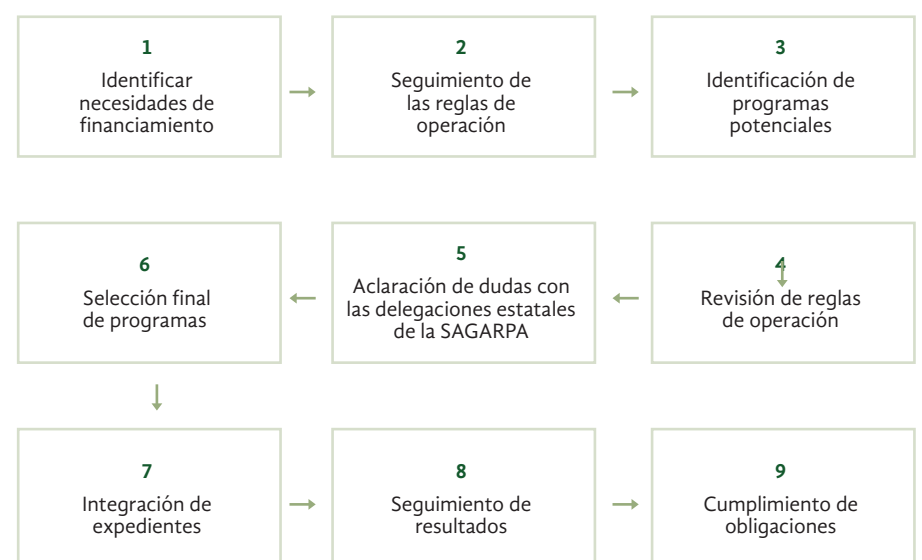 1
Identificar
necesidades de
financiamiento
2
Seguimiento de
las reglas de
operación
3
Identificación de
programas
potenciales
4
Revisión de reglas
de operación
5
Aclaración de dudas con
las delegaciones estatales
de la SAGARPA
6
Selección final
de programas
7
Integración de
expedientes
8
Seguimiento de
resultados
9
Cumplimiento de
obligaciones